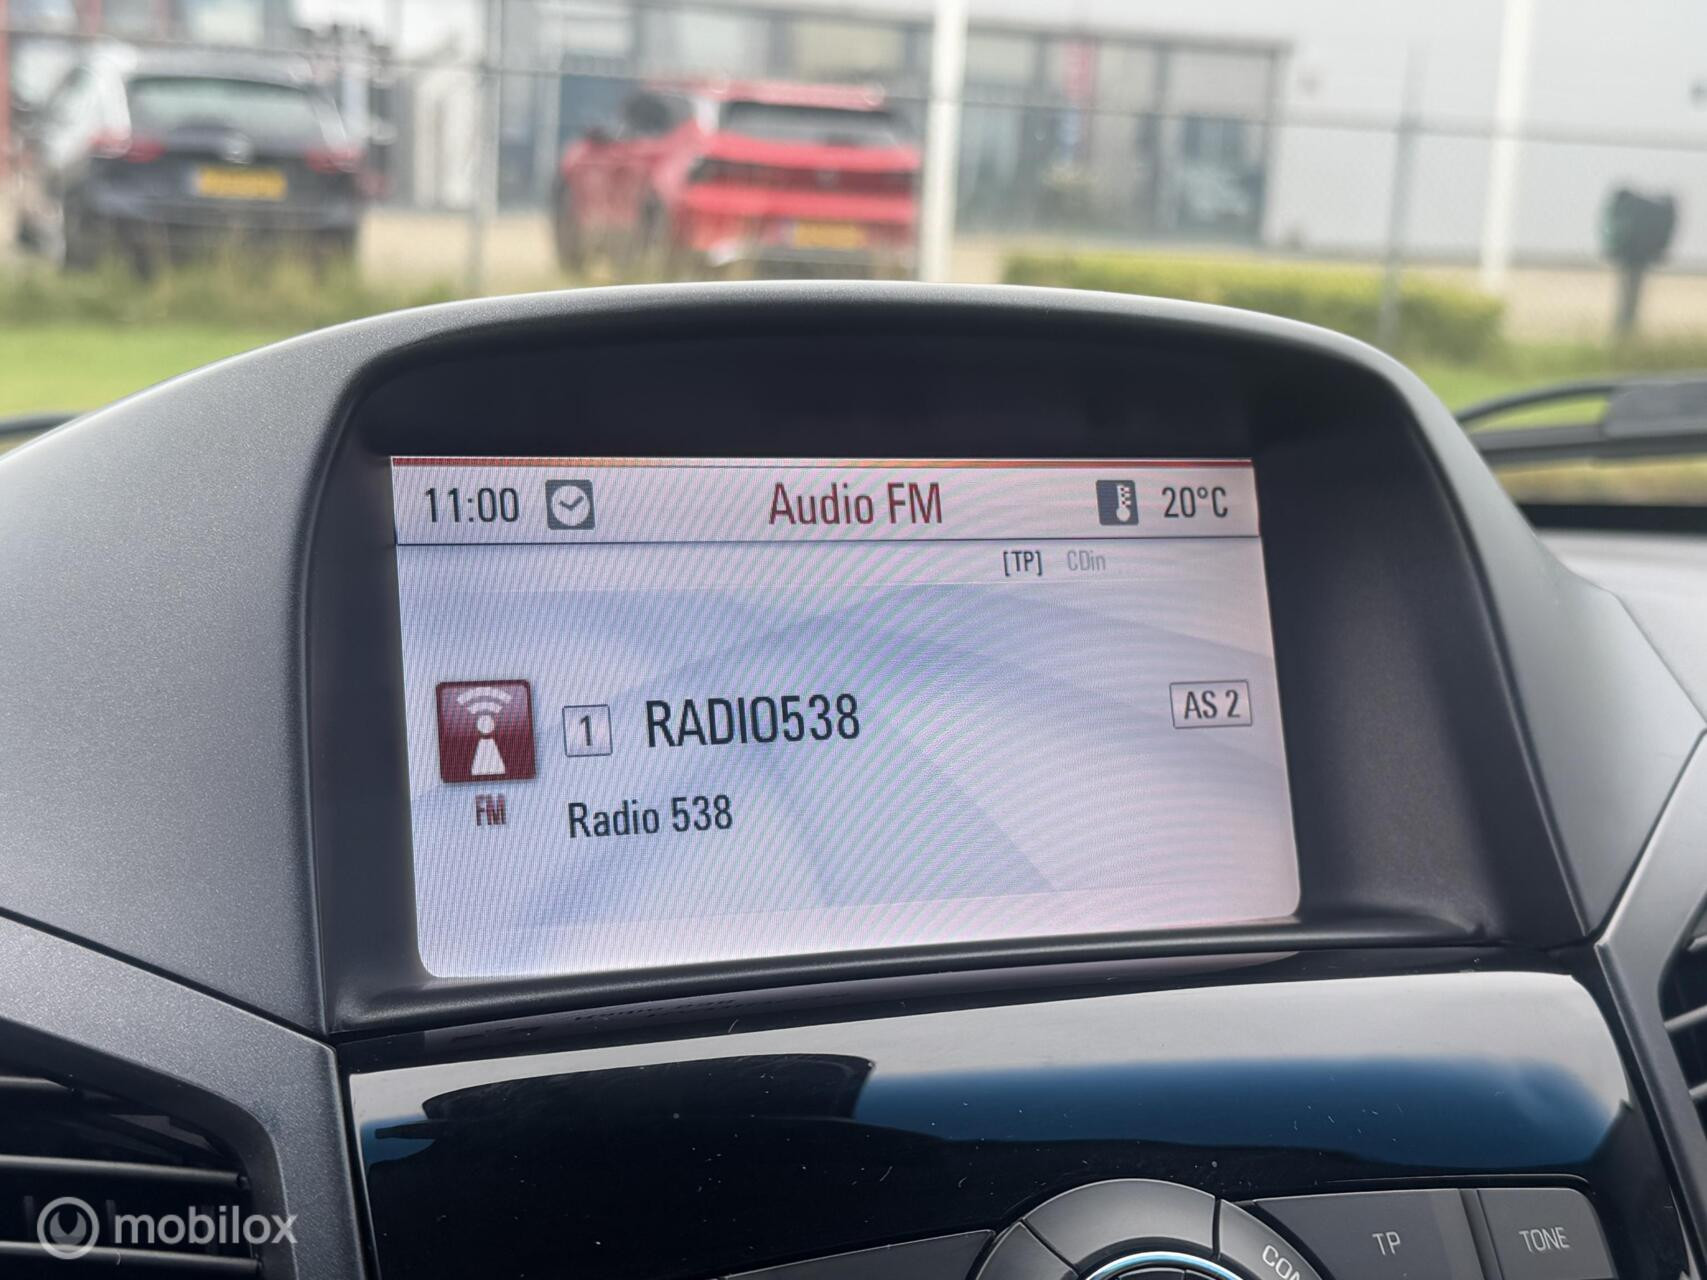 11:00 Audio FM 20°C
[TP] CDin
1 RADIO538 AS 2
FM Radio 538
TP TONE
mobilox